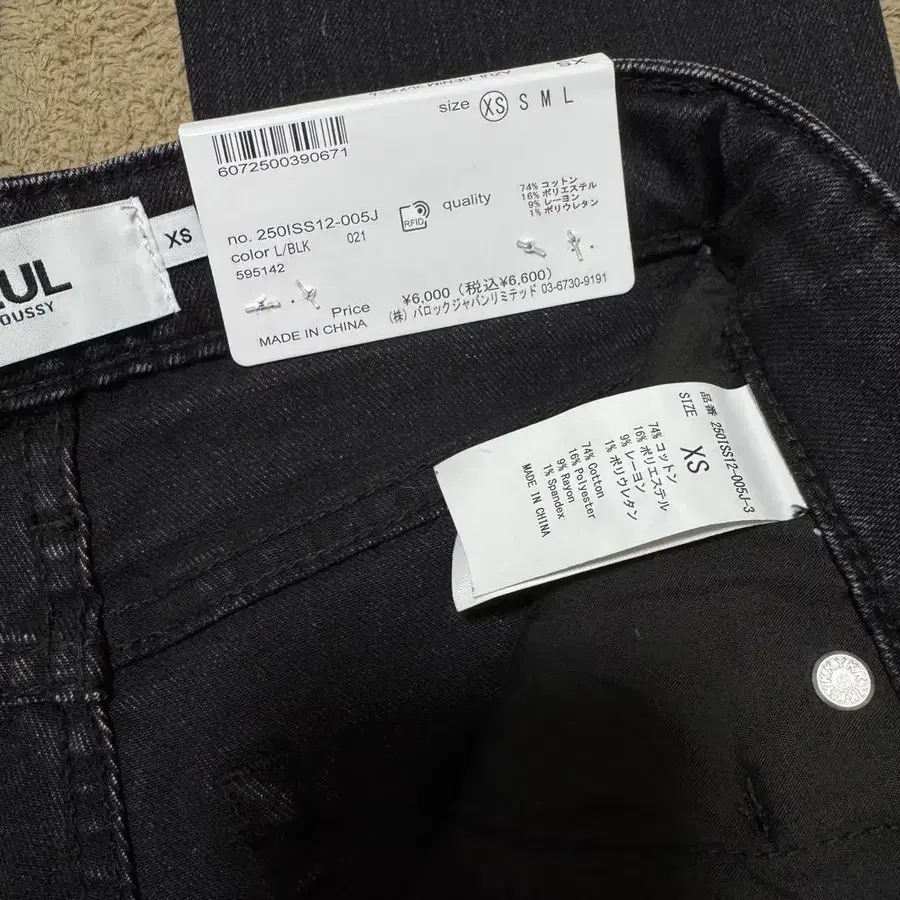 XS
AZUL DENIM
size XS S M L
6072500390671
no. 250ISS12-005J
color L/BLK 021
595142
RFID
quality
74% コットン
16% ポリエステル
9% レーヨン
1% ポリウレタン
Price ¥6,000 (税込¥6,600)
MADE IN CHINA
(株) バロックジャパンリミテッド 03-6730-9191
ZUL
OUSSY
XS
品番 250ISS12-005J-3
SIZE
XS
74% コットン
16% ポリエステル
9% レーヨン
1% ポリウレタン
74% Cotton
16% Polyester
9% Rayon
1% Spandex
MADE IN CHINA